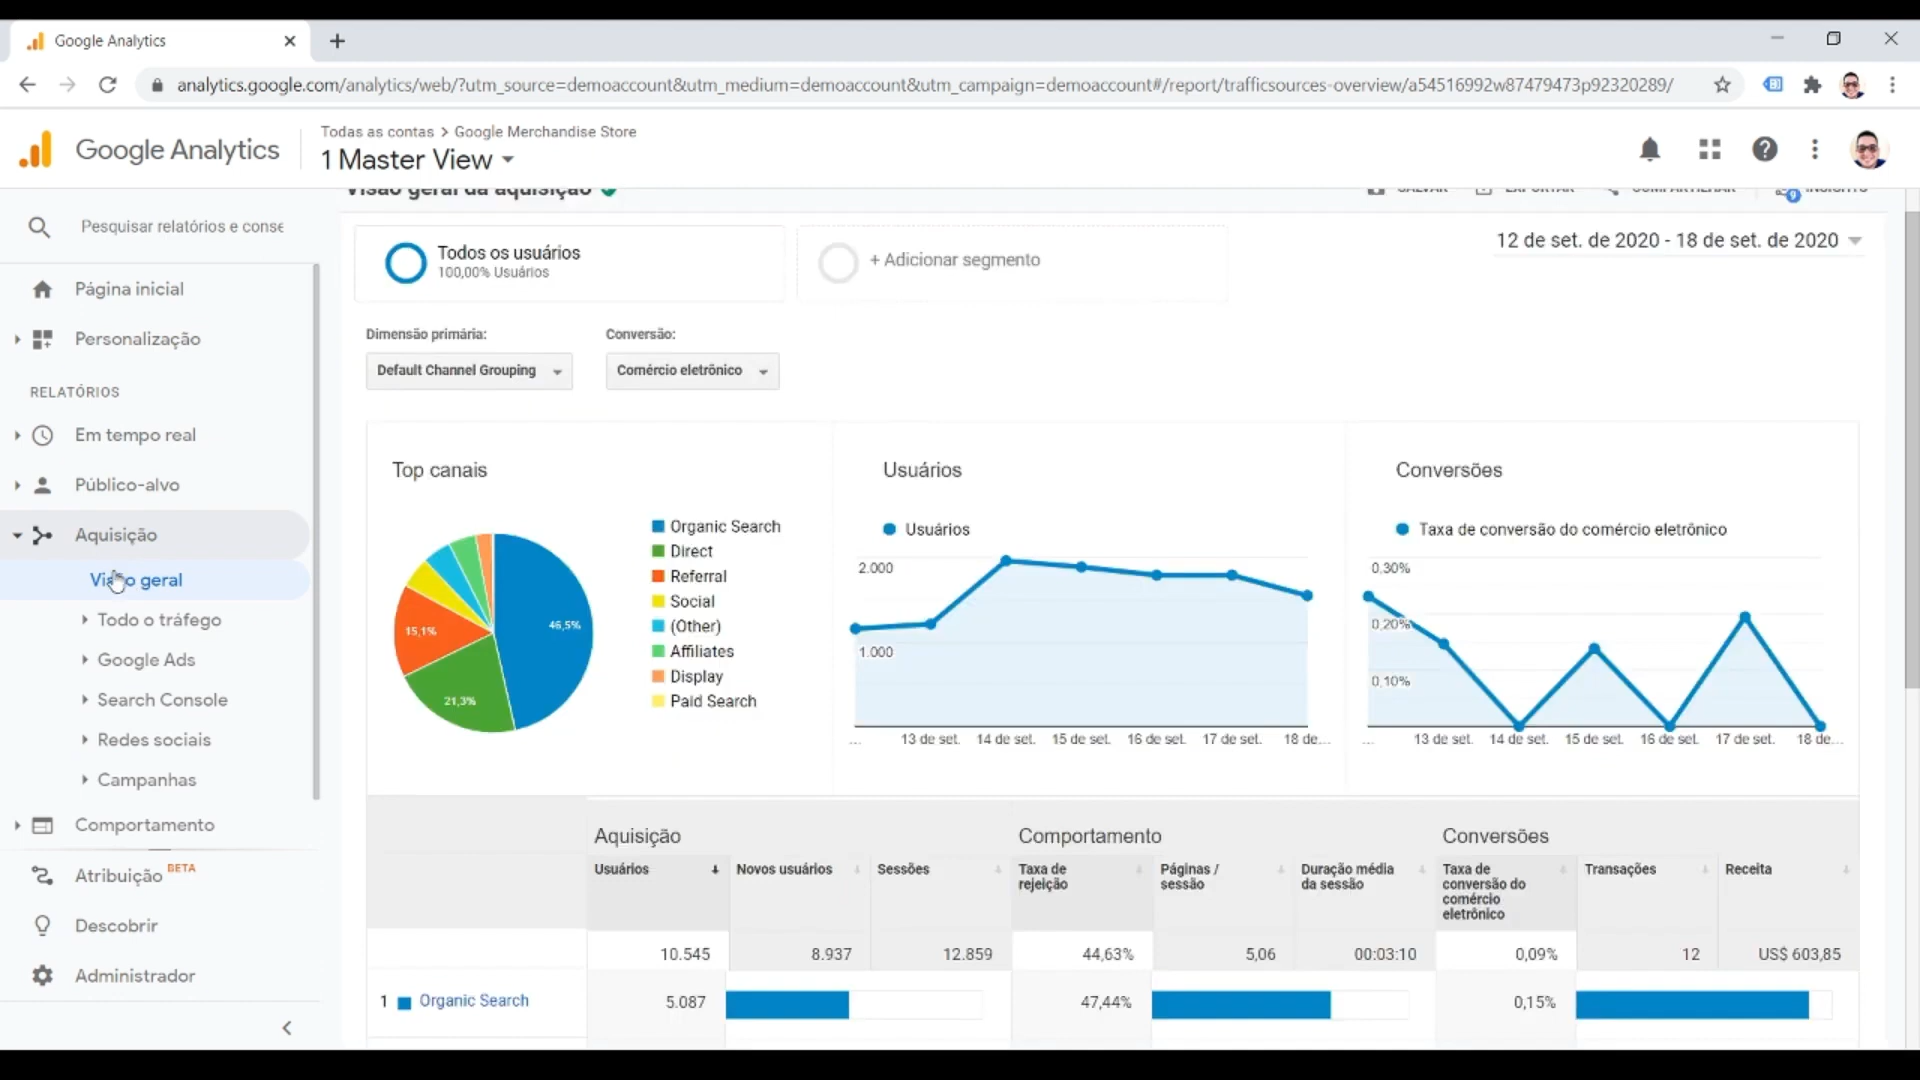 Google Analytics
analytics.google.com/analytics/web/?utm_source=demoaccount&utm_medium=demoaccount&utm_campaign=demoaccount#/report/trafficsources-overview/a54516992w87479473p92320289/
Google Analytics
Todas as contas > Google Merchandise Store
1 Master View
Visão geral da aquisição
SALVAR
EXPORTAR
COMPARTILHAR
9
INSIGHTS
Pesquisar relatórios e conse
Página inicial
Personalização
RELATÓRIOS
Em tempo real
Público-alvo
Aquisição
Visão geral
Todo o tráfego
Google Ads
Search Console
Redes sociais
Campanhas
Comportamento
Atribuição BETA
Descobrir
Administrador
Todos os usuários
100,00% Usuários
+ Adicionar segmento
12 de set. de 2020 - 18 de set. de 2020
Dimensão primária:
Conversão:
Default Channel Grouping
Comércio eletrônico
Top canais
46,5%
15,1%
21,3%
Organic Search
Direct
Referral
Social
(Other)
Affiliates
Display
Paid Search
Usuários
Usuários
2.000
1.000
... 13 de set. 14 de set. 15 de set. 16 de set. 17 de set. 18 de...
Conversões
Taxa de conversão do comércio eletrônico
0,30%
0,20%
0,10%
... 13 de set. 14 de set. 15 de set. 16 de set. 17 de set. 18 de...
Aquisição Comportamento Conversões
Usuários
Novos usuários
Sessões
Taxa de
rejeição
Páginas /
sessão
Duração média
da sessão
Taxa de
conversão do
comércio
eletrônico
Transações
Receita
10.545 8.937 12.859 44,63% 5,06 00:03:10 0,09% 12 US$ 603,85
1 Organic Search 5.087 47,44% 0,15%